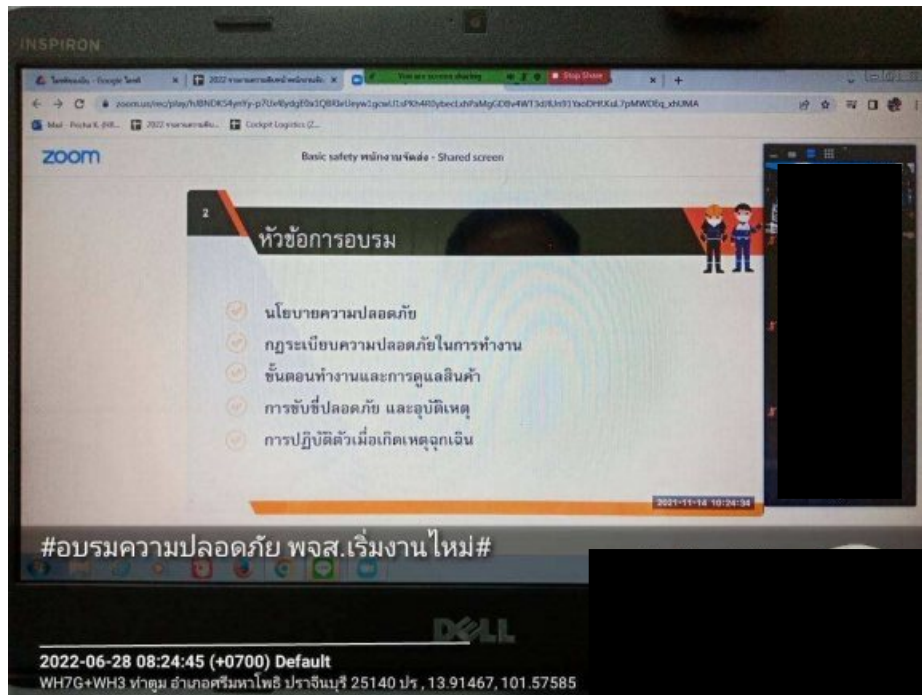 INSPIRON
2022
You are screen sharing
Stop Share
Cockpit Logistics (Z...
zoom
Basic safety พนักงานจัดส่ง - Shared screen
2
หัวข้อการอบรม
นโยบายความปลอดภัย
กฎระเบียบความปลอดภัยในการทำงาน
ขั้นตอนทำงานและการดูแลสินค้า
การขับขี่ปลอดภัย และอุบัติเหตุ
การปฏิบัติตัวเมื่อเกิดเหตุฉุกเฉิน
2021-11-14 10:24:34
#อบรมความปลอดภัย พจส.เริ่มงานใหม่#
DELL
2022-06-28 08:24:45 (+0700) Default
WH7G+WH3 ท่าตูม อำเภอศรีมหาโพธิ ปราจีนบุรี 25140 ปร , 13.91467, 101.57585